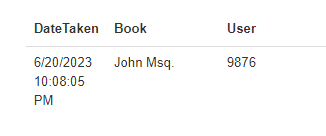 DateTaken Book User
6/20/2023 John Msq. 9876
10:08:05
PM